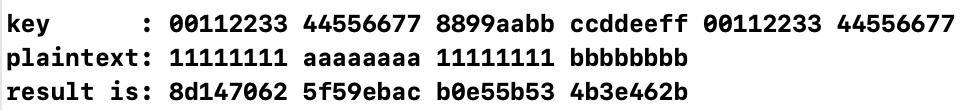 key      : 00112233 44556677 8899aabb ccddeeff 00112233 44556677
plaintext: 11111111 aaaaaaaa 11111111 bbbbbbbb
result is: 8d147062 5f59ebac b0e55b53 4b3e462b